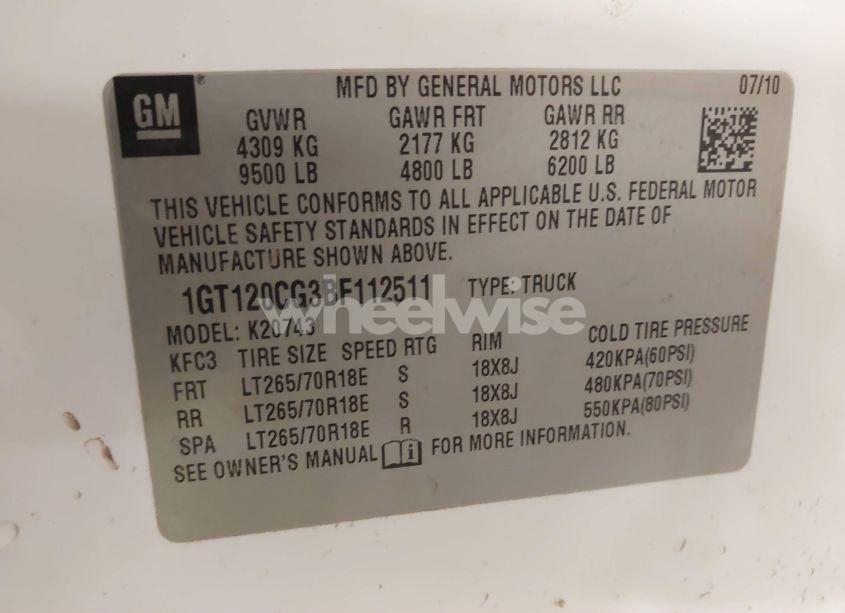 GM
MFD BY GENERAL MOTORS LLC 07/10
GVWR GAWR FRT GAWR RR
4309 KG 2177 KG 2812 KG
9500 LB 4800 LB 6200 LB
THIS VEHICLE CONFORMS TO ALL APPLICABLE U.S. FEDERAL MOTOR
VEHICLE SAFETY STANDARDS IN EFFECT ON THE DATE OF
MANUFACTURE SHOWN ABOVE.
1GT120CG3BF112511 TYPE: TRUCK
wheelwise
MODEL: K20743
KFC3 TIRE SIZE SPEED RTG RIM COLD TIRE PRESSURE
FRT LT265/70R18E S 18X8J 420KPA(60PSI)
RR LT265/70R18E S 18X8J 480KPA(70PSI)
SPA LT265/70R18E R 18X8J 550KPA(80PSI)
SEE OWNER'S MANUAL FOR MORE INFORMATION.